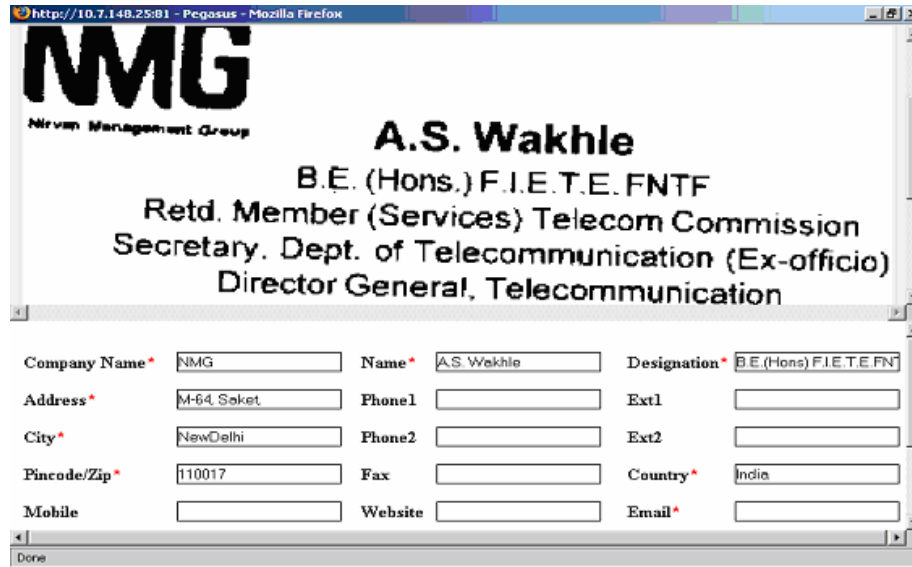 http://10.7.148.25:81 - Pegasus - Mozilla Firefox
NMG
Nirvan Management Group
A.S. Wakhle
B.E. (Hons.) F.I.E.T.E. FNTF
Retd. Member (Services) Telecom Commission
Secretary. Dept. of Telecommunication (Ex-officio)
Director General, Telecommunication
Company Name* NMG Name* A.S. Wakhle Designation* B.E.(Hons) F.I.E.T.E.FNT
Address* M-64, Saket, Phone1 Ext1
City* NewDelhi Phone2 Ext2
Pincode/Zip* 110017 Fax Country* India
Mobile Website Email*
Done